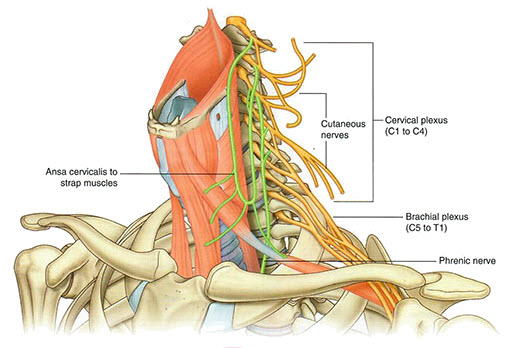 Cutaneous
nerves
Cervical plexus
(C1 to C4)
Ansa cervicalis to
strap muscles
Brachial plexus
(C5 to T1)
Phrenic nerve